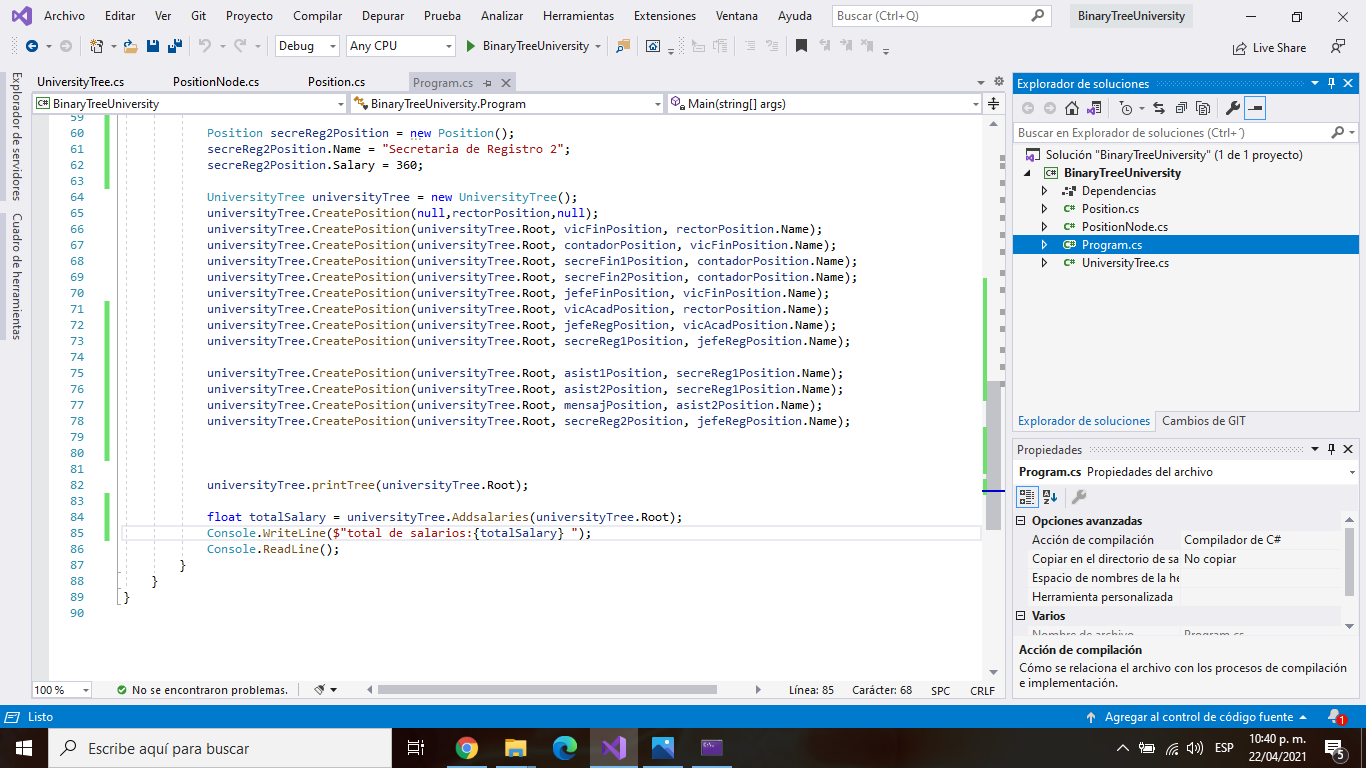 Archivo Editar Ver Git Proyecto Compilar Depurar Prueba Analizar Herramientas Extensiones Ventana Ayuda Buscar (Ctrl+Q) BinaryTreeUniversity
Debug Any CPU BinaryTreeUniversity Live Share
Explorador de servidores
Cuadro de herramientas
UniversityTree.cs PositionNode.cs Position.cs Program.cs
BinaryTreeUniversity BinaryTreeUniversity.Program Main(string[] args)
59
60 Position secreReg2Position = new Position();
61 secreReg2Position.Name = "Secretaria de Registro 2";
62 secreReg2Position.Salary = 360;
63
64 UniversityTree universityTree = new UniversityTree();
65 universityTree.CreatePosition(null,rectorPosition,null);
66 universityTree.CreatePosition(universityTree.Root, vicFinPosition, rectorPosition.Name);
67 universityTree.CreatePosition(universityTree.Root, contadorPosition, vicFinPosition.Name);
68 universityTree.CreatePosition(universityTree.Root, secreFin1Position, contadorPosition.Name);
69 universityTree.CreatePosition(universityTree.Root, secreFin2Position, contadorPosition.Name);
70 universityTree.CreatePosition(universityTree.Root, jefeFinPosition, vicFinPosition.Name);
71 universityTree.CreatePosition(universityTree.Root, vicAcadPosition, rectorPosition.Name);
72 universityTree.CreatePosition(universityTree.Root, jefeRegPosition, vicAcadPosition.Name);
73 universityTree.CreatePosition(universityTree.Root, secreReg1Position, jefeRegPosition.Name);
74
75 universityTree.CreatePosition(universityTree.Root, asist1Position, secreReg1Position.Name);
76 universityTree.CreatePosition(universityTree.Root, asist2Position, secreReg1Position.Name);
77 universityTree.CreatePosition(universityTree.Root, mensajPosition, asist2Position.Name);
78 universityTree.CreatePosition(universityTree.Root, secreReg2Position, jefeRegPosition.Name);
79
80
81
82 universityTree.printTree(universityTree.Root);
83
84 float totalSalary = universityTree.Addsalaries(universityTree.Root);
85 Console.WriteLine($"total de salarios:{totalSalary} ");
86 Console.ReadLine();
87 }
88 }
89 }
90
100 % No se encontraron problemas. Línea: 85 Carácter: 68 SPC CRLF
Explorador de soluciones
Buscar en Explorador de soluciones (Ctrl+´)
Solución "BinaryTreeUniversity" (1 de 1 proyecto)
BinaryTreeUniversity
Dependencias
Position.cs
PositionNode.cs
Program.cs
UniversityTree.cs
Explorador de soluciones Cambios de GIT
Propiedades
Program.cs Propiedades del archivo
Opciones avanzadas
Acción de compilación Compilador de C#
Copiar en el directorio de sa No copiar
Espacio de nombres de la he
Herramienta personalizada
Varios
Nombre de archivo Program.cs
Acción de compilación
Cómo se relaciona el archivo con los procesos de compilación
e implementación.
Listo Agregar al control de código fuente 1
Escribe aquí para buscar ESP 10:40 p. m.
22/04/2021 5